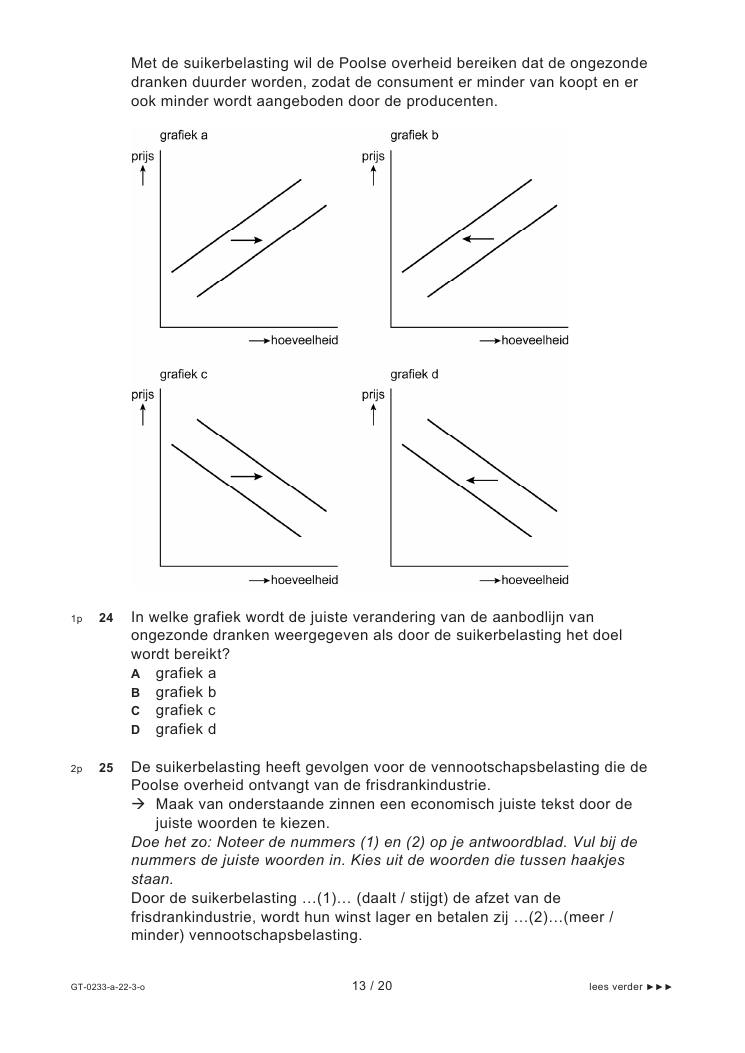 Met de suikerbelasting wil de Poolse overheid bereiken dat de ongezonde
dranken duurder worden, zodat de consument er minder van koopt en er
ook minder wordt aangeboden door de producenten.
grafiek a
prijs
hoeveelheid
grafiek b
prijs
hoeveelheid
grafiek c
prijs
hoeveelheid
grafiek d
prijs
hoeveelheid
1p 24 In welke grafiek wordt de juiste verandering van de aanbodlijn van
ongezonde dranken weergegeven als door de suikerbelasting het doel
wordt bereikt?
A grafiek a
B grafiek b
C grafiek c
D grafiek d
2p 25 De suikerbelasting heeft gevolgen voor de vennootschapsbelasting die de
Poolse overheid ontvangt van de frisdrankindustrie.
→ Maak van onderstaande zinnen een economisch juiste tekst door de
juiste woorden te kiezen.
Doe het zo: Noteer de nummers (1) en (2) op je antwoordblad. Vul bij de
nummers de juiste woorden in. Kies uit de woorden die tussen haakjes
staan.
Door de suikerbelasting …(1)… (daalt / stijgt) de afzet van de
frisdrankindustrie, wordt hun winst lager en betalen zij …(2)…(meer /
minder) vennootschapsbelasting.
GT-0233-a-22-3-o 13 / 20 lees verder ►►►